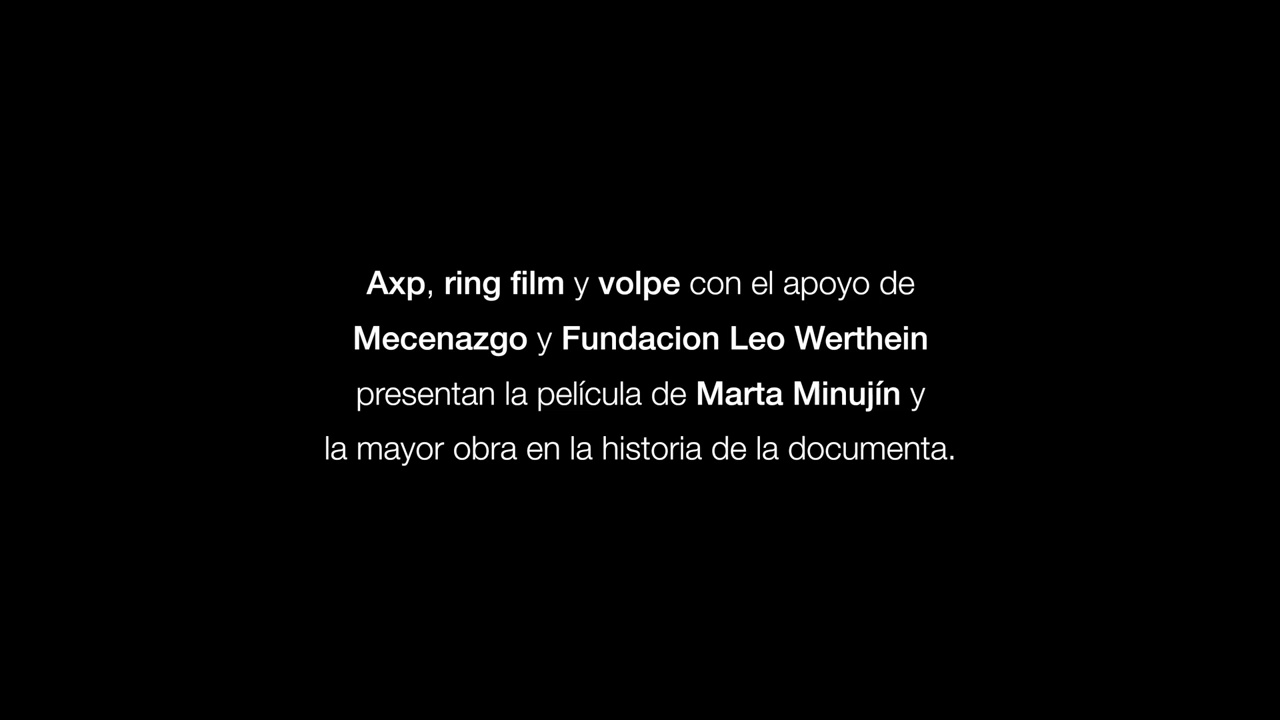 Axp, ring film y volpe con el apoyo de
Mecenazgo y Fundacion Leo Werthein
presentan la película de Marta Minujín y
la mayor obra en la historia de la documenta.